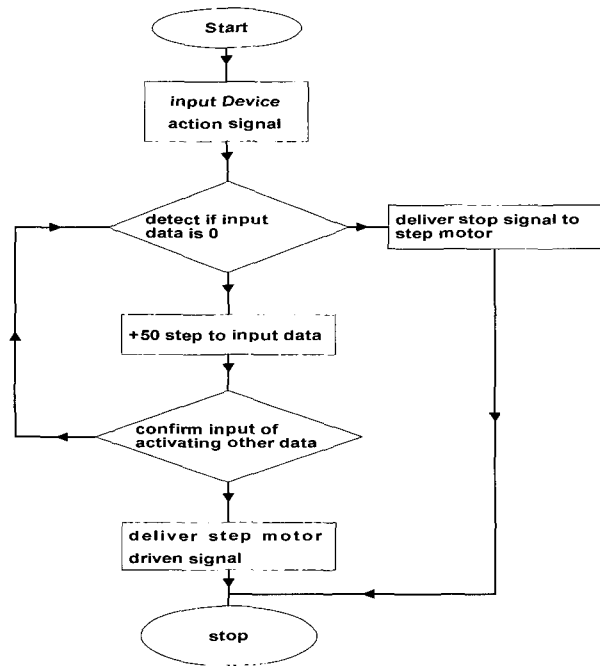 Start
input Device
action signal
detect if input
data is 0
deliver stop signal to
step motor
+50 step to input data
confirm input of
activating other data
deliver step motor
driven signal
stop